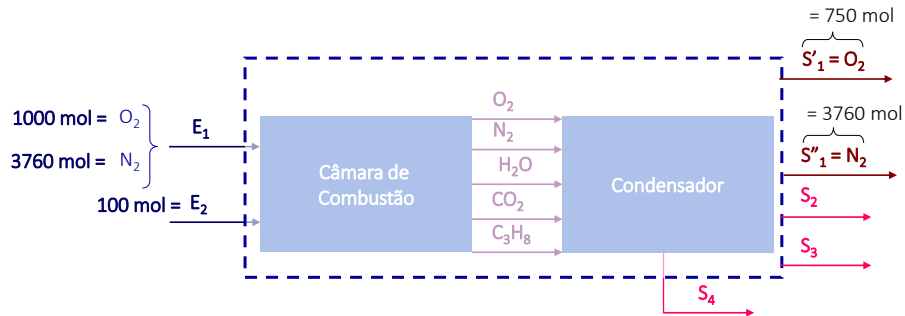 = 750 mol
S'₁ = O₂
1000 mol = O₂
3760 mol = N₂
E₁
100 mol = E₂
Câmara de
Combustão
O₂
N₂
H₂O
CO₂
C₃H₈
Condensador
= 3760 mol
S"₁ = N₂
S₂
S₃
S₄